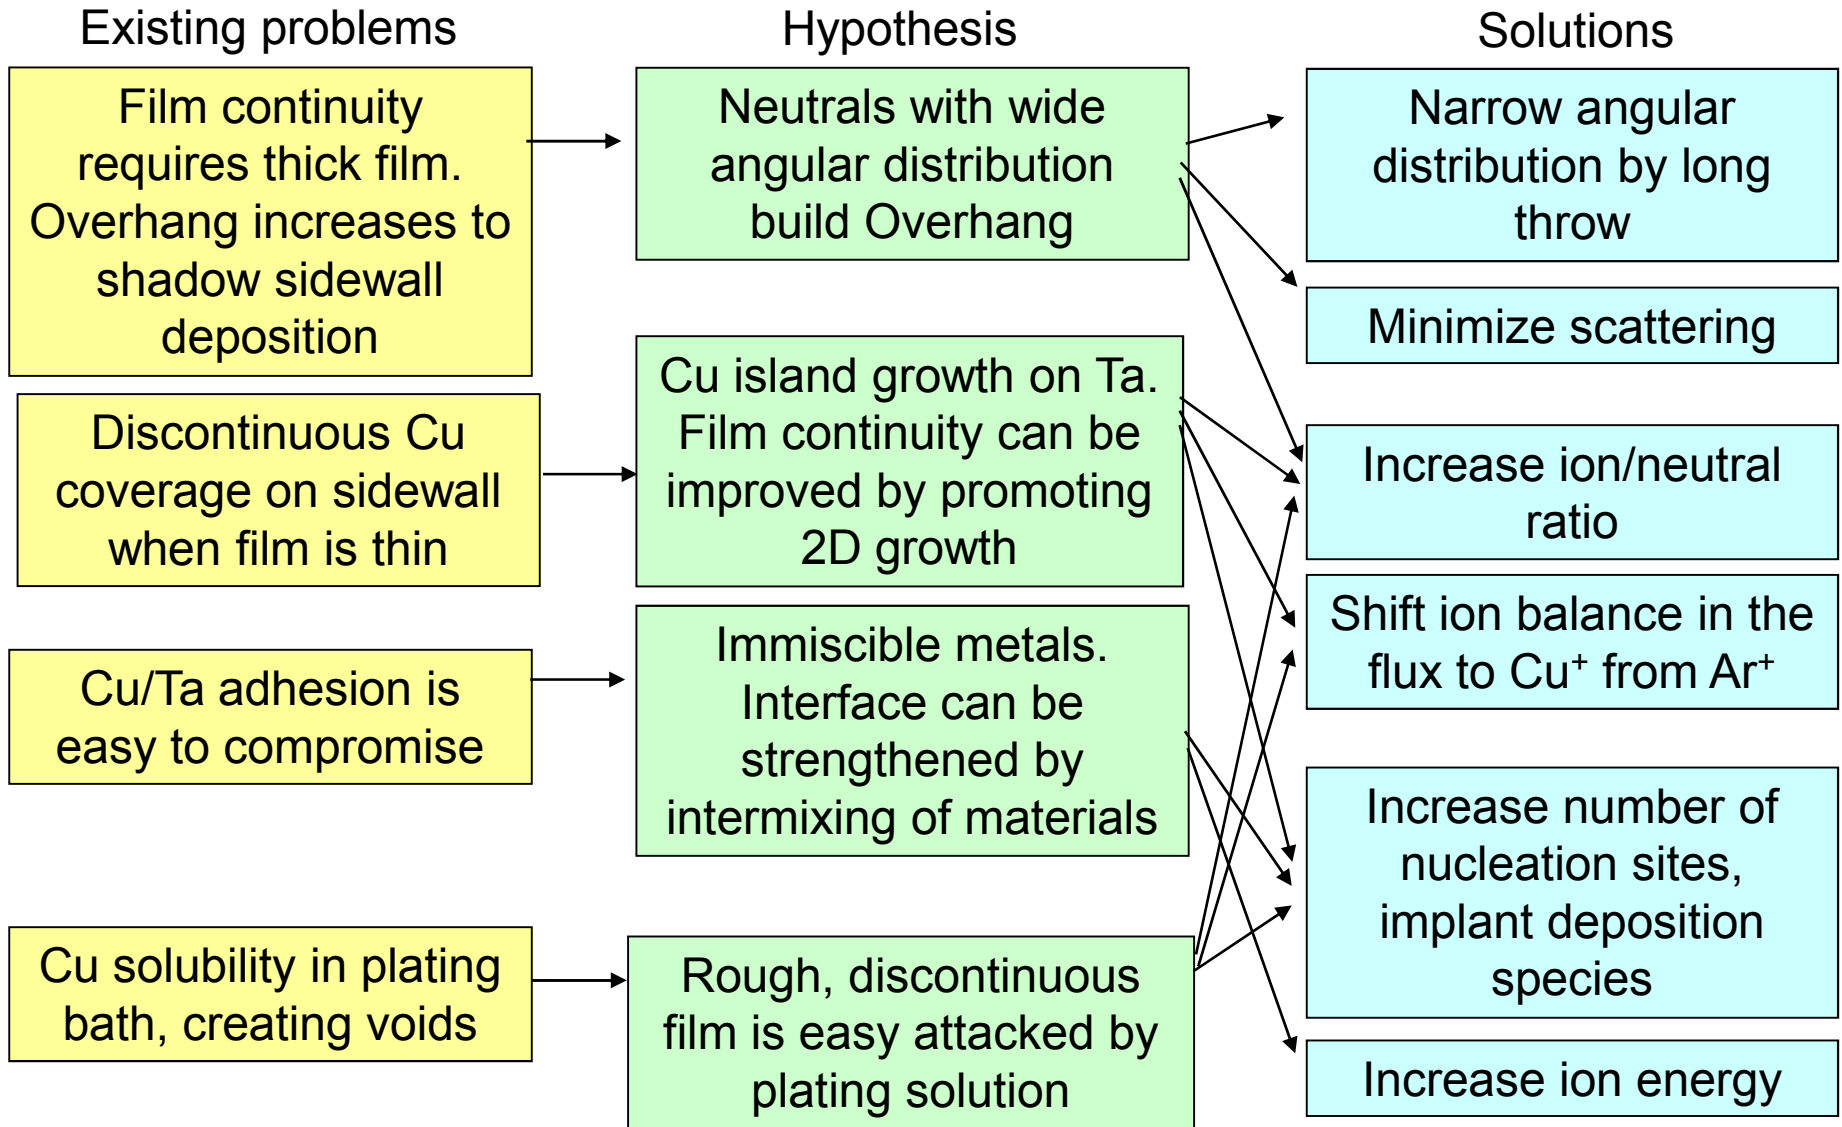 Existing problems
Hypothesis
Solutions
Film continuity
requires thick film.
Overhang increases to
shadow sidewall
deposition
Neutrals with wide
angular distribution
build Overhang
Narrow angular
distribution by long
throw
Minimize scattering
Discontinuous Cu
coverage on sidewall
when film is thin
Cu island growth on Ta.
Film continuity can be
improved by promoting
2D growth
Increase ion/neutral
ratio
Shift ion balance in the
flux to Cu⁺ from Ar⁺
Cu/Ta adhesion is
easy to compromise
Immiscible metals.
Interface can be
strengthened by
intermixing of materials
Increase number of
nucleation sites,
implant deposition
species
Cu solubility in plating
bath, creating voids
Rough, discontinuous
film is easy attacked by
plating solution
Increase ion energy